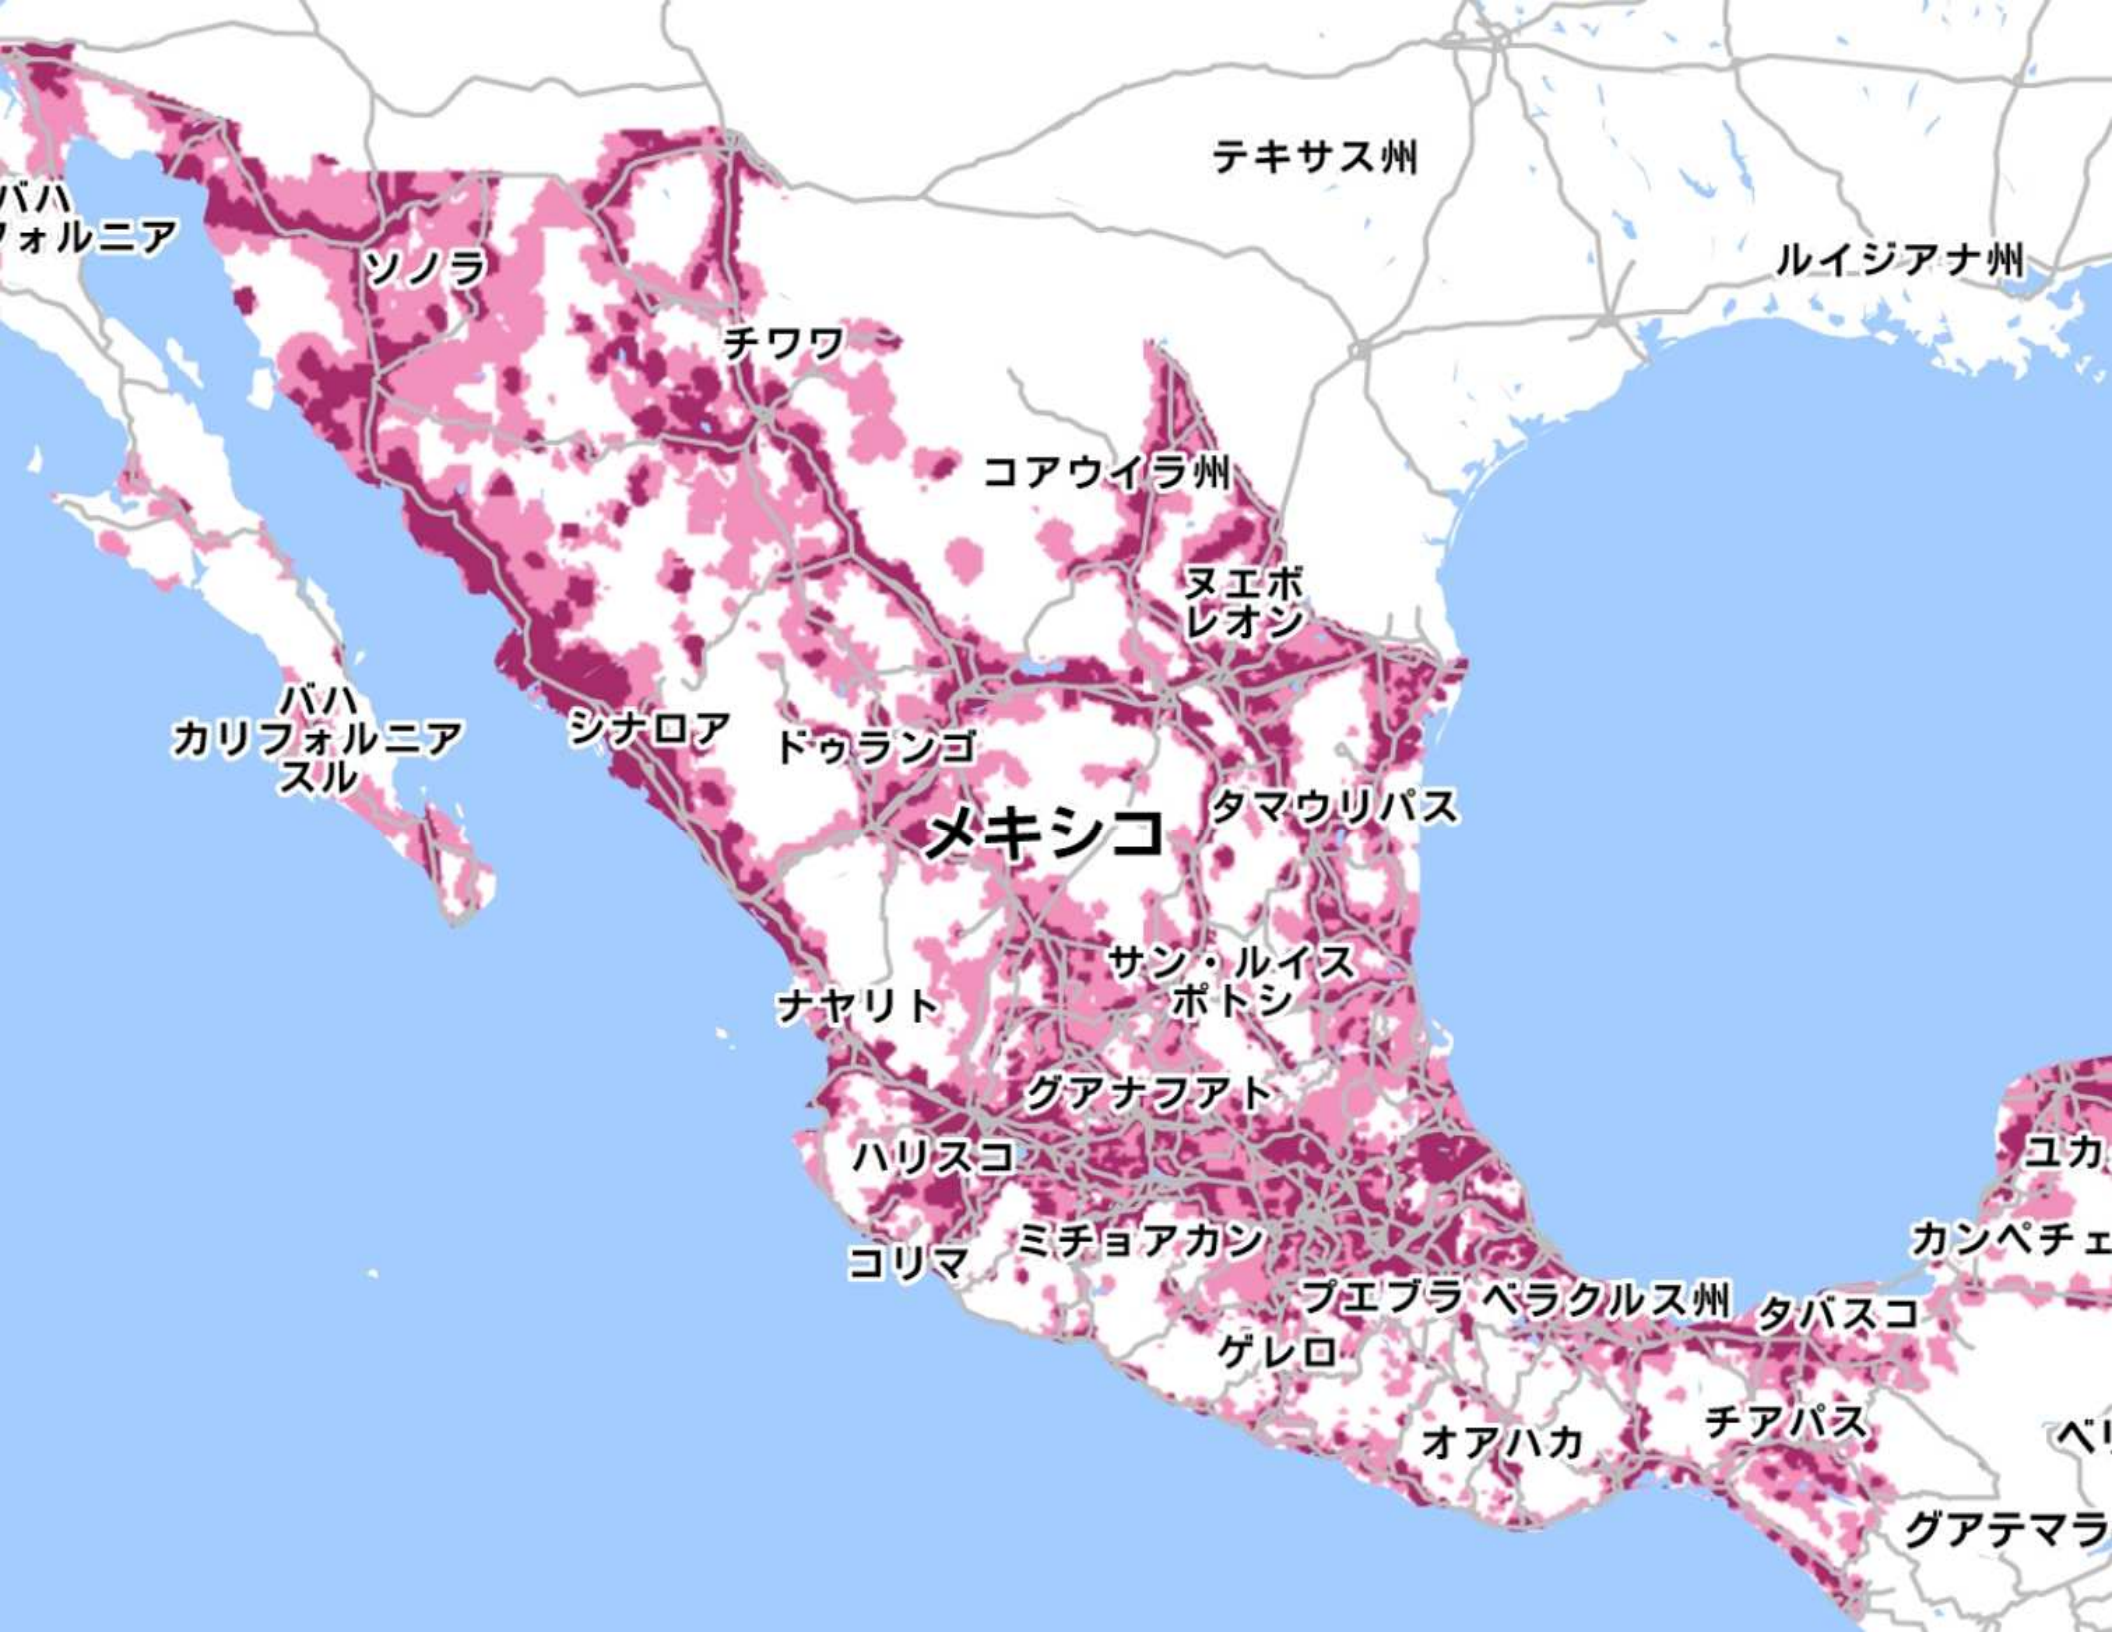 テキサス州
バハ
フォルニア
ルイジアナ州
ソノラ
チワワ
コアウイラ州
ヌエボ
レオン
バハ
カリフォルニア
スル
シナロア
ドゥランゴ
タマウリパス
メキシコ
サン・ルイス
ポトシ
ナヤリト
グアナフアト
ハリスコ
ユカ
ミチョアカン
カンペチェ
コリマ
プエブラ
ベラクルス州
タバスコ
ゲレロ
チアパス
オアハカ
ベリ
グアテマラ